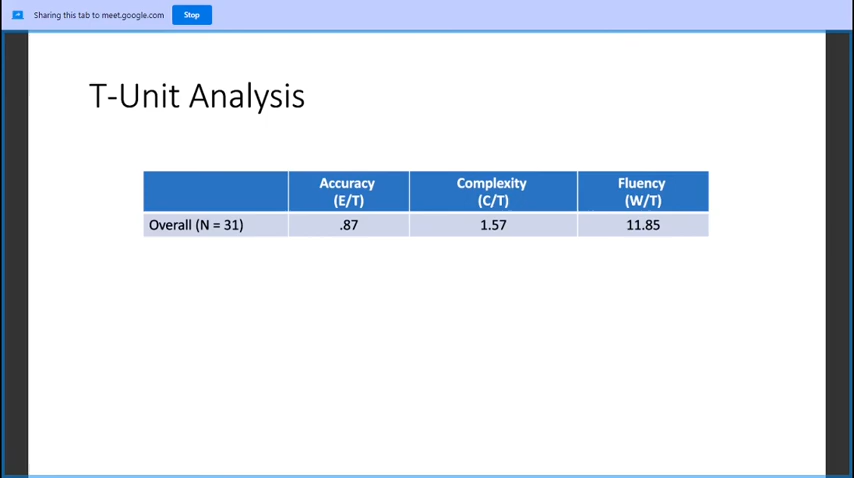 Sharing this tab to meet.google.com
Stop
T-Unit Analysis
Accuracy (E/T)
Complexity (C/T)
Fluency (W/T)
Overall (N = 31) .87 1.57 11.85